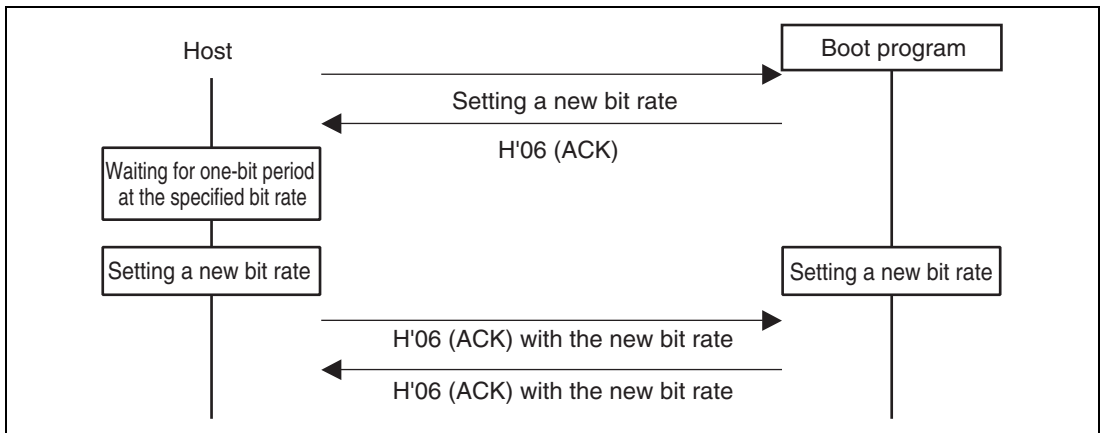 Host
Boot program
Setting a new bit rate
H'06 (ACK)
Waiting for one-bit period
at the specified bit rate
Setting a new bit rate
Setting a new bit rate
H'06 (ACK) with the new bit rate
H'06 (ACK) with the new bit rate